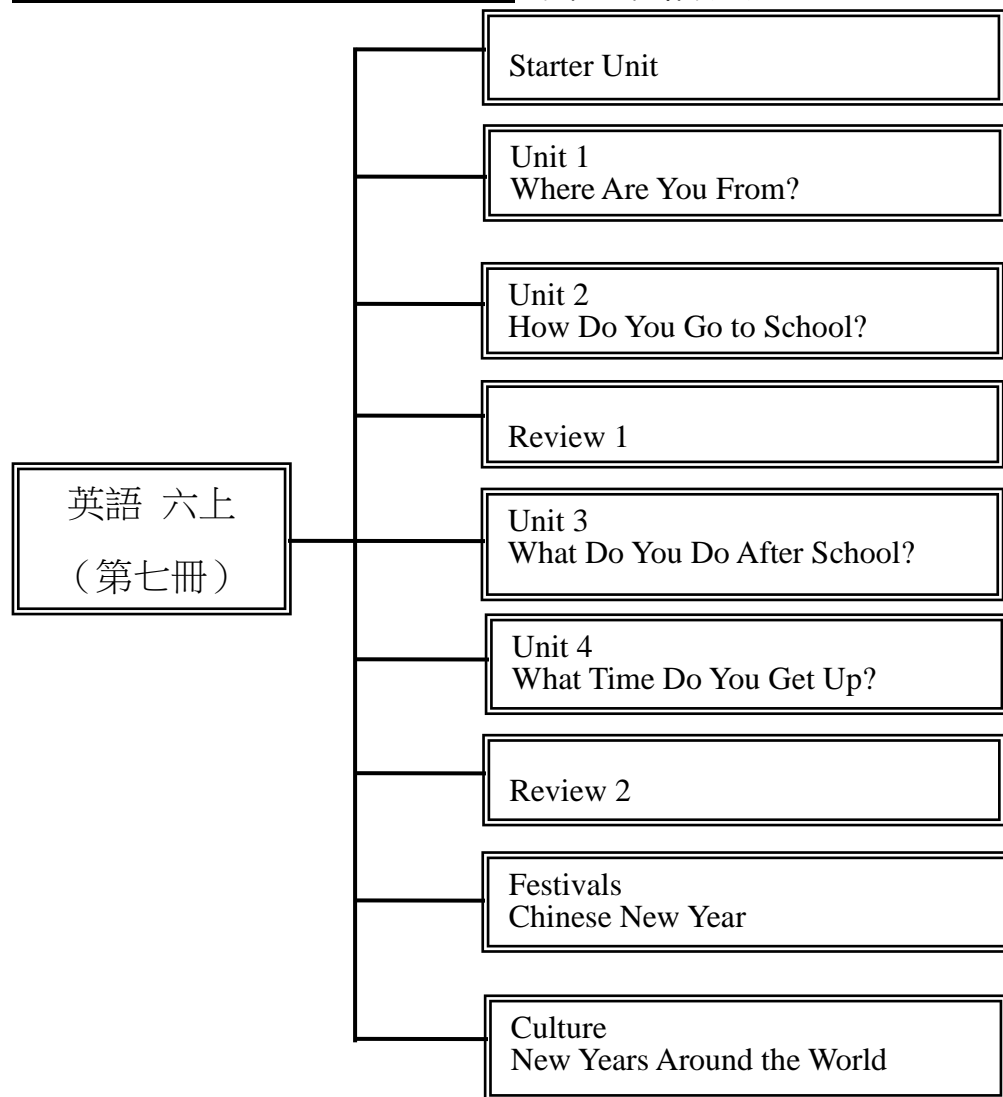 Starter Unit
Unit 1
Where Are You From?
Unit 2
How Do You Go to School?
Review 1
英語 六上
（第七冊）
Unit 3
What Do You Do After School?
Unit 4
What Time Do You Get Up?
Review 2
Festivals
Chinese New Year
Culture
New Years Around the World